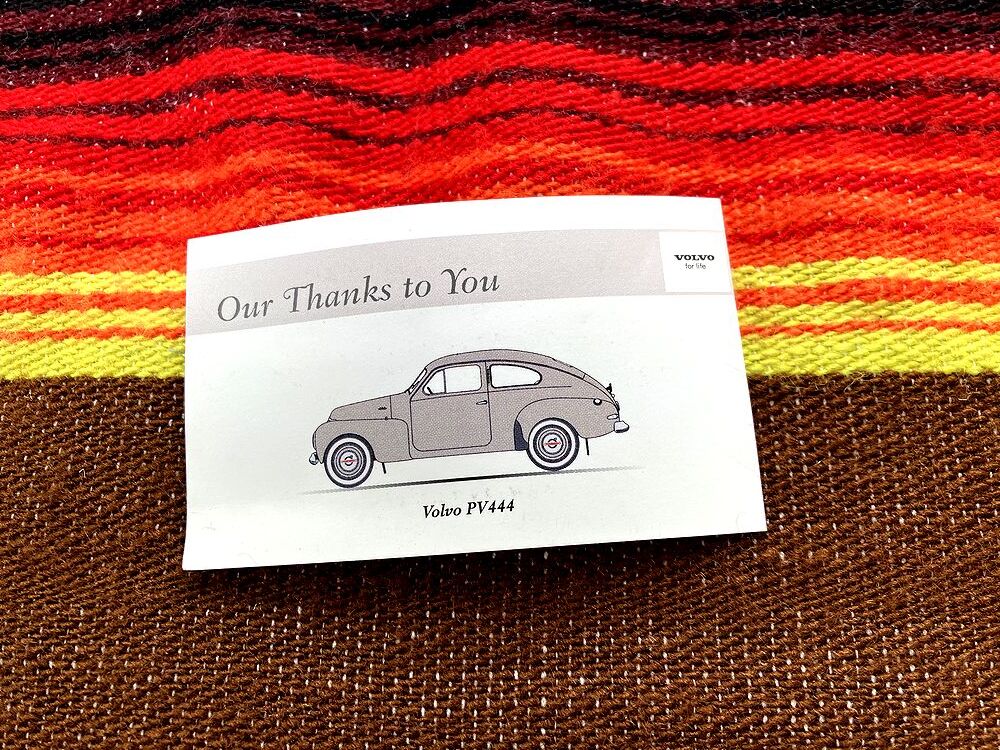 Our Thanks to You
VOLVO
for life
Volvo PV444